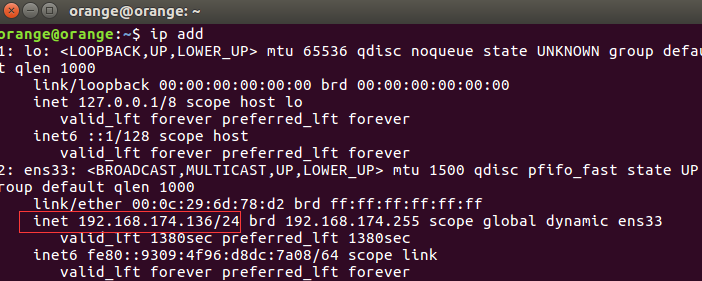 orange@orange: ~
orange@orange:~$ ip add
1: lo: <LOOPBACK,UP,LOWER_UP> mtu 65536 qdisc noqueue state UNKNOWN group defau
t qlen 1000
link/loopback 00:00:00:00:00:00 brd 00:00:00:00:00:00
inet 127.0.0.1/8 scope host lo
valid_lft forever preferred_lft forever
inet6 ::1/128 scope host
valid_lft forever preferred_lft forever
2: ens33: <BROADCAST,MULTICAST,UP,LOWER_UP> mtu 1500 qdisc pfifo_fast state UP
roup default qlen 1000
link/ether 00:0c:29:6d:78:d2 brd ff:ff:ff:ff:ff:ff
inet 192.168.174.136/24 brd 192.168.174.255 scope global dynamic ens33
valid_lft 1380sec preferred_lft 1380sec
inet6 fe80::9309:4f96:d8dc:7a08/64 scope link
valid_lft forever preferred_lft forever